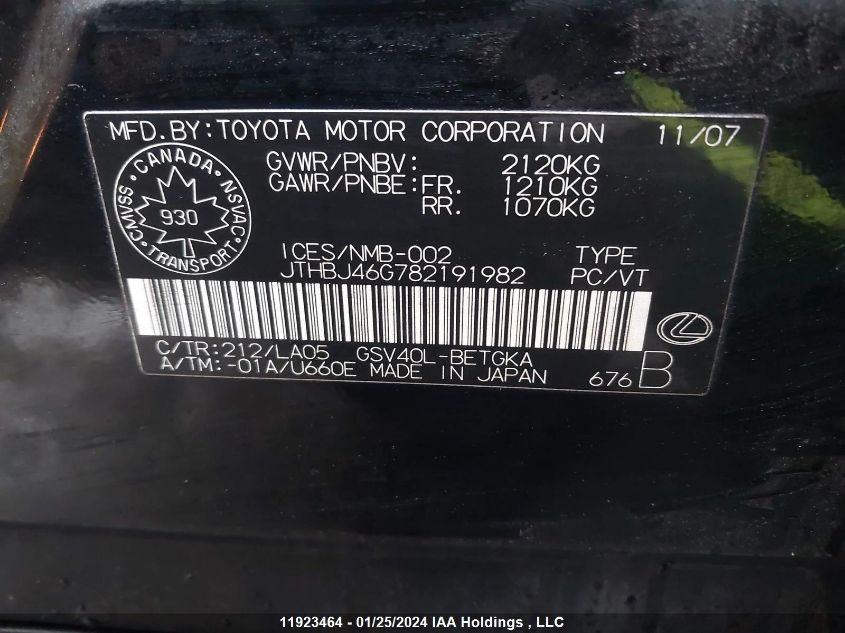 MFD.BY:TOYOTA MOTOR CORPORATION 11/07
GVWR/PNBV: 2120KG
GAWR/PNBE:FR. 1210KG
RR. 1070KG
CANADA
CMVSS NSVAC
930
TRANSPORT
ICES/NMB-002 TYPE
JTHBJ46G782191982 PC/VT
C/TR:212/LA05 GSV40L-BETGKA
A/TM:-01A/U660E MADE IN JAPAN 676 B
11923464 - 01/25/2024 IAA Holdings , LLC